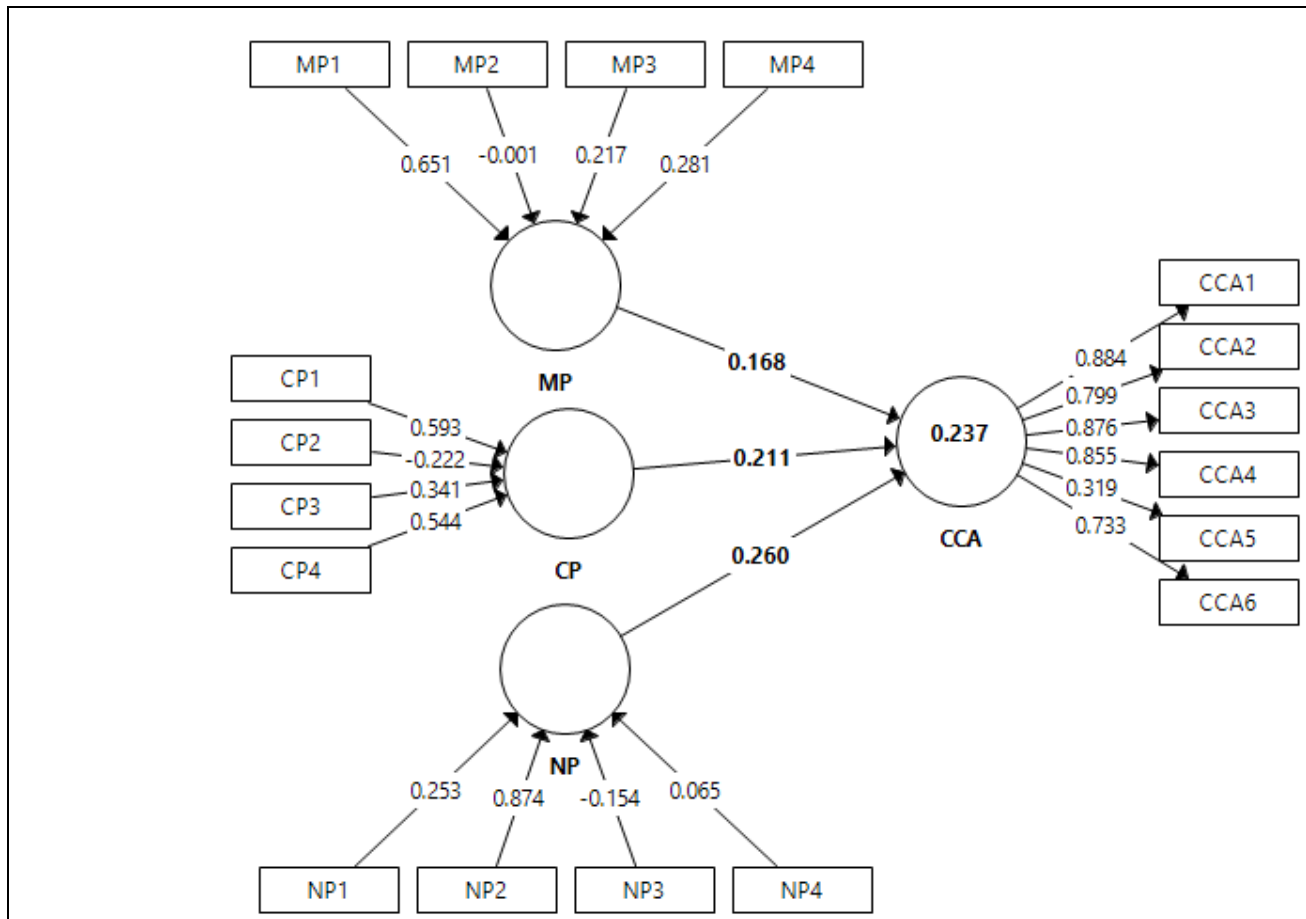 MP1 MP2 MP3 MP4
0.651 -0.001 0.217 0.281
MP
0.168
CP1
CP2
CP3
CP4
0.593
-0.222
0.341
0.544
CP
0.211
0.237
CCA
0.884
0.799
0.876
0.855
0.319
0.733
CCA1
CCA2
CCA3
CCA4
CCA5
CCA6
0.260
NP
0.253 0.874 -0.154 0.065
NP1 NP2 NP3 NP4